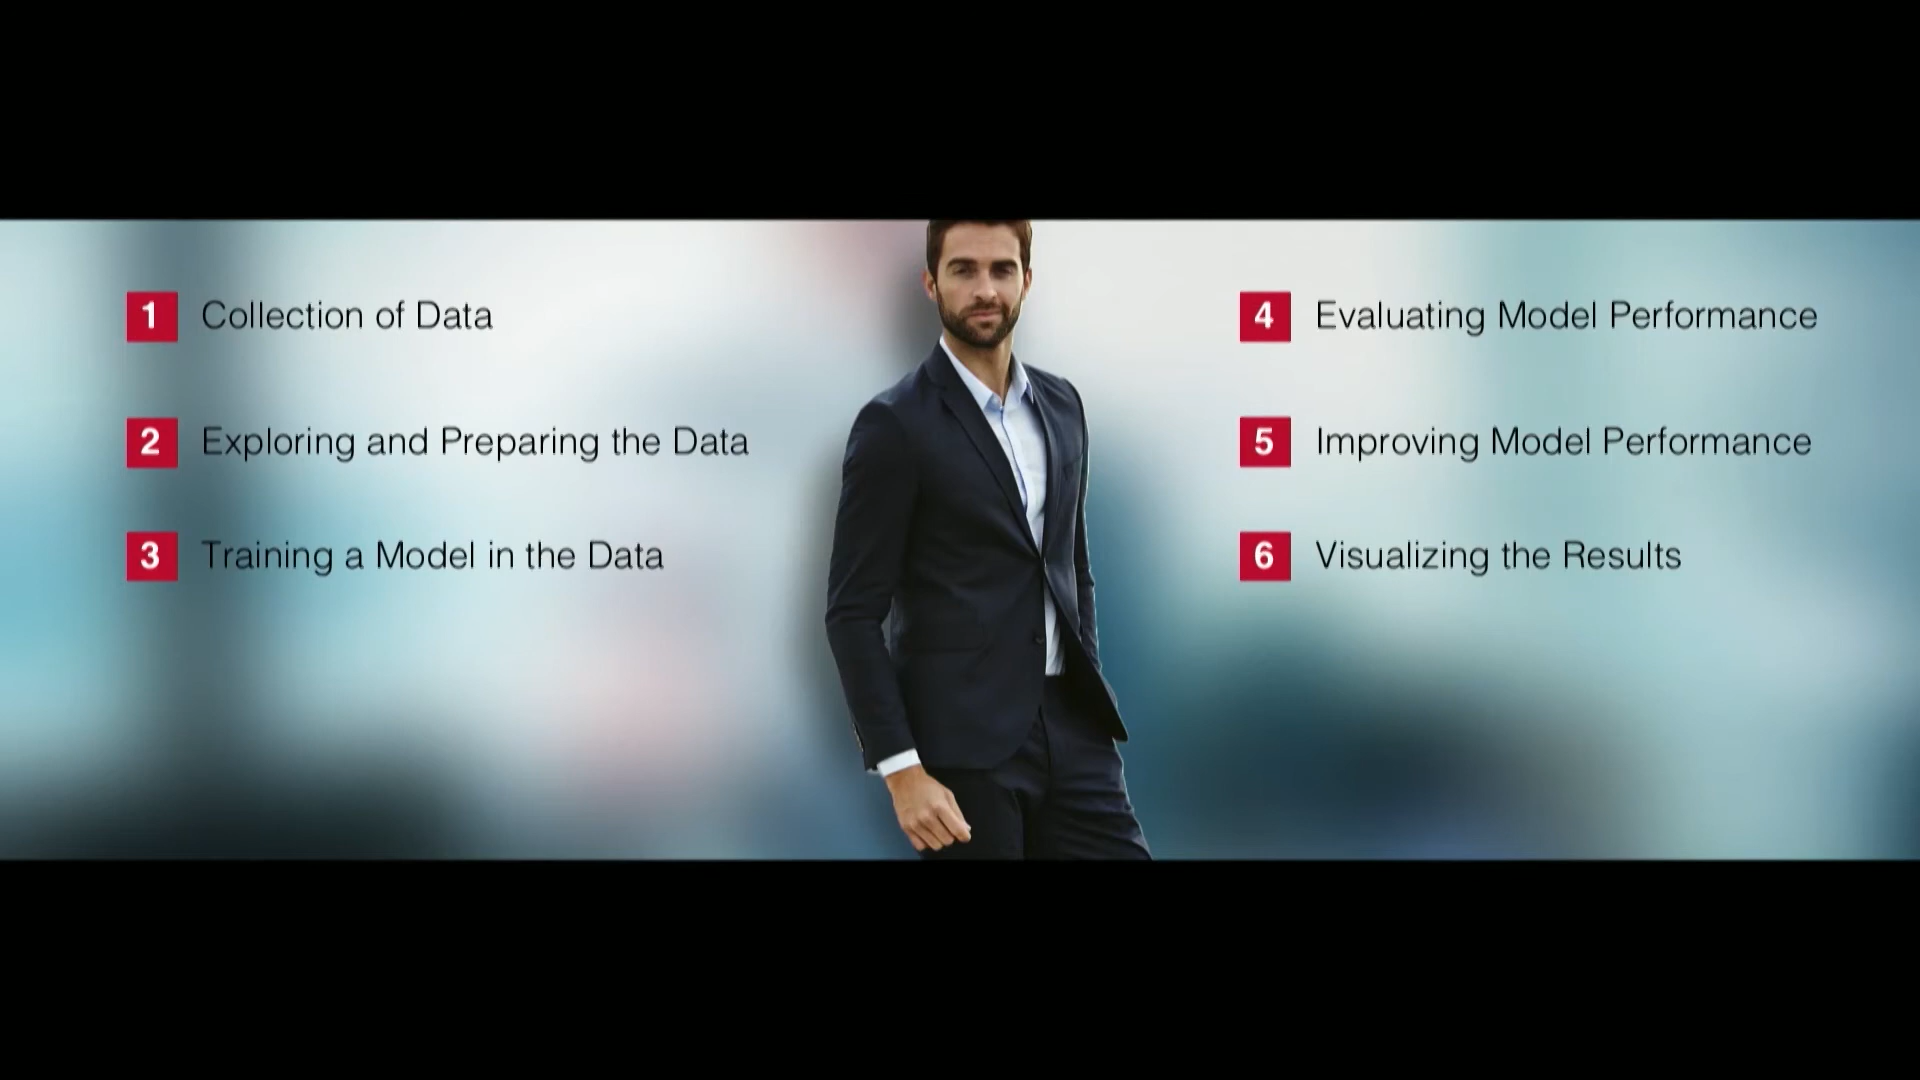 1 Collection of Data
2 Exploring and Preparing the Data
3 Training a Model in the Data
4 Evaluating Model Performance
5 Improving Model Performance
6 Visualizing the Results